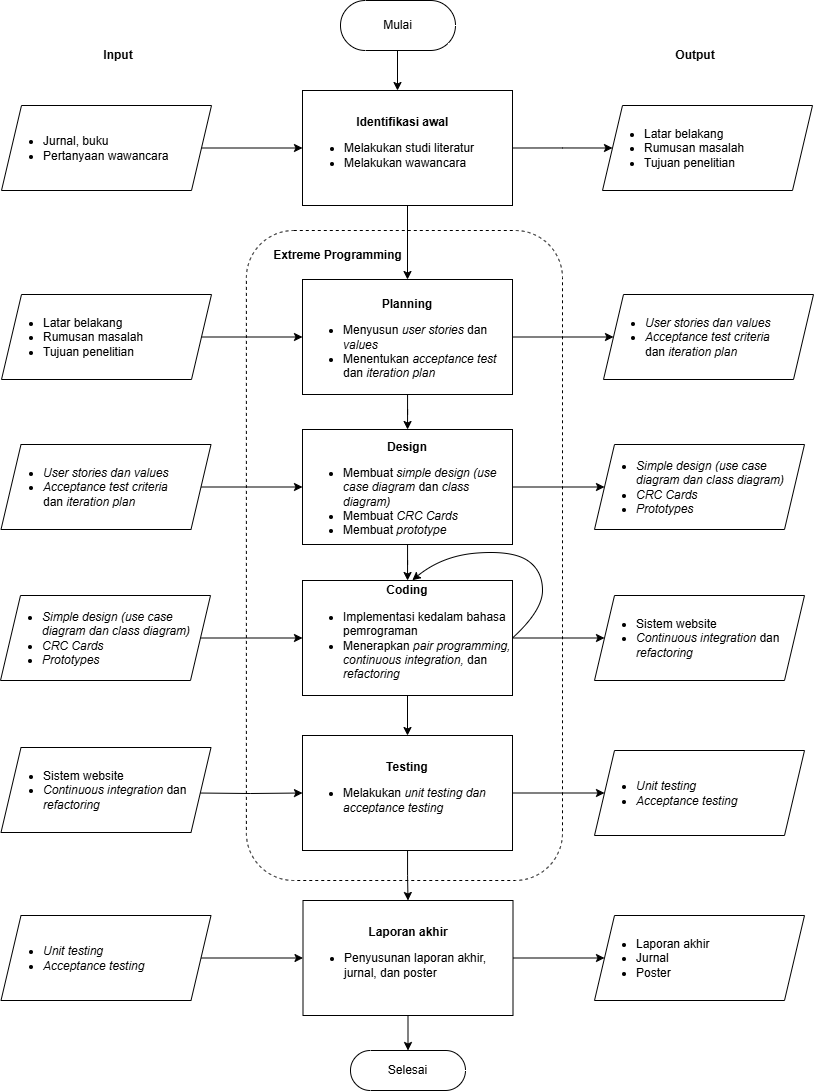 Mulai
Input
Output
Jurnal, buku
Pertanyaan wawancara
Identifikasi awal
Melakukan studi literatur
Melakukan wawancara
Latar belakang
Rumusan masalah
Tujuan penelitian
Extreme Programming
Latar belakang
Rumusan masalah
Tujuan penelitian
Planning
Menyusun user stories dan
values
Menentukan acceptance test
dan iteration plan
User stories dan values
Acceptance test criteria
dan iteration plan
User stories dan values
Acceptance test criteria
dan iteration plan
Design
Membuat simple design (use
case diagram dan class
diagram)
Membuat CRC Cards
Membuat prototype
Simple design (use case
diagram dan class diagram)
CRC Cards
Prototypes
Simple design (use case
diagram dan class diagram)
CRC Cards
Prototypes
Coding
Implementasi kedalam bahasa
pemrograman
Menerapkan pair programming,
continuous integration, dan
refactoring
Sistem website
Continuous integration dan
refactoring
Sistem website
Continuous integration dan
refactoring
Testing
Melakukan unit testing dan
acceptance testing
Unit testing
Acceptance testing
Unit testing
Acceptance testing
Laporan akhir
Penyusunan laporan akhir,
jurnal, dan poster
Laporan akhir
Jurnal
Poster
Selesai